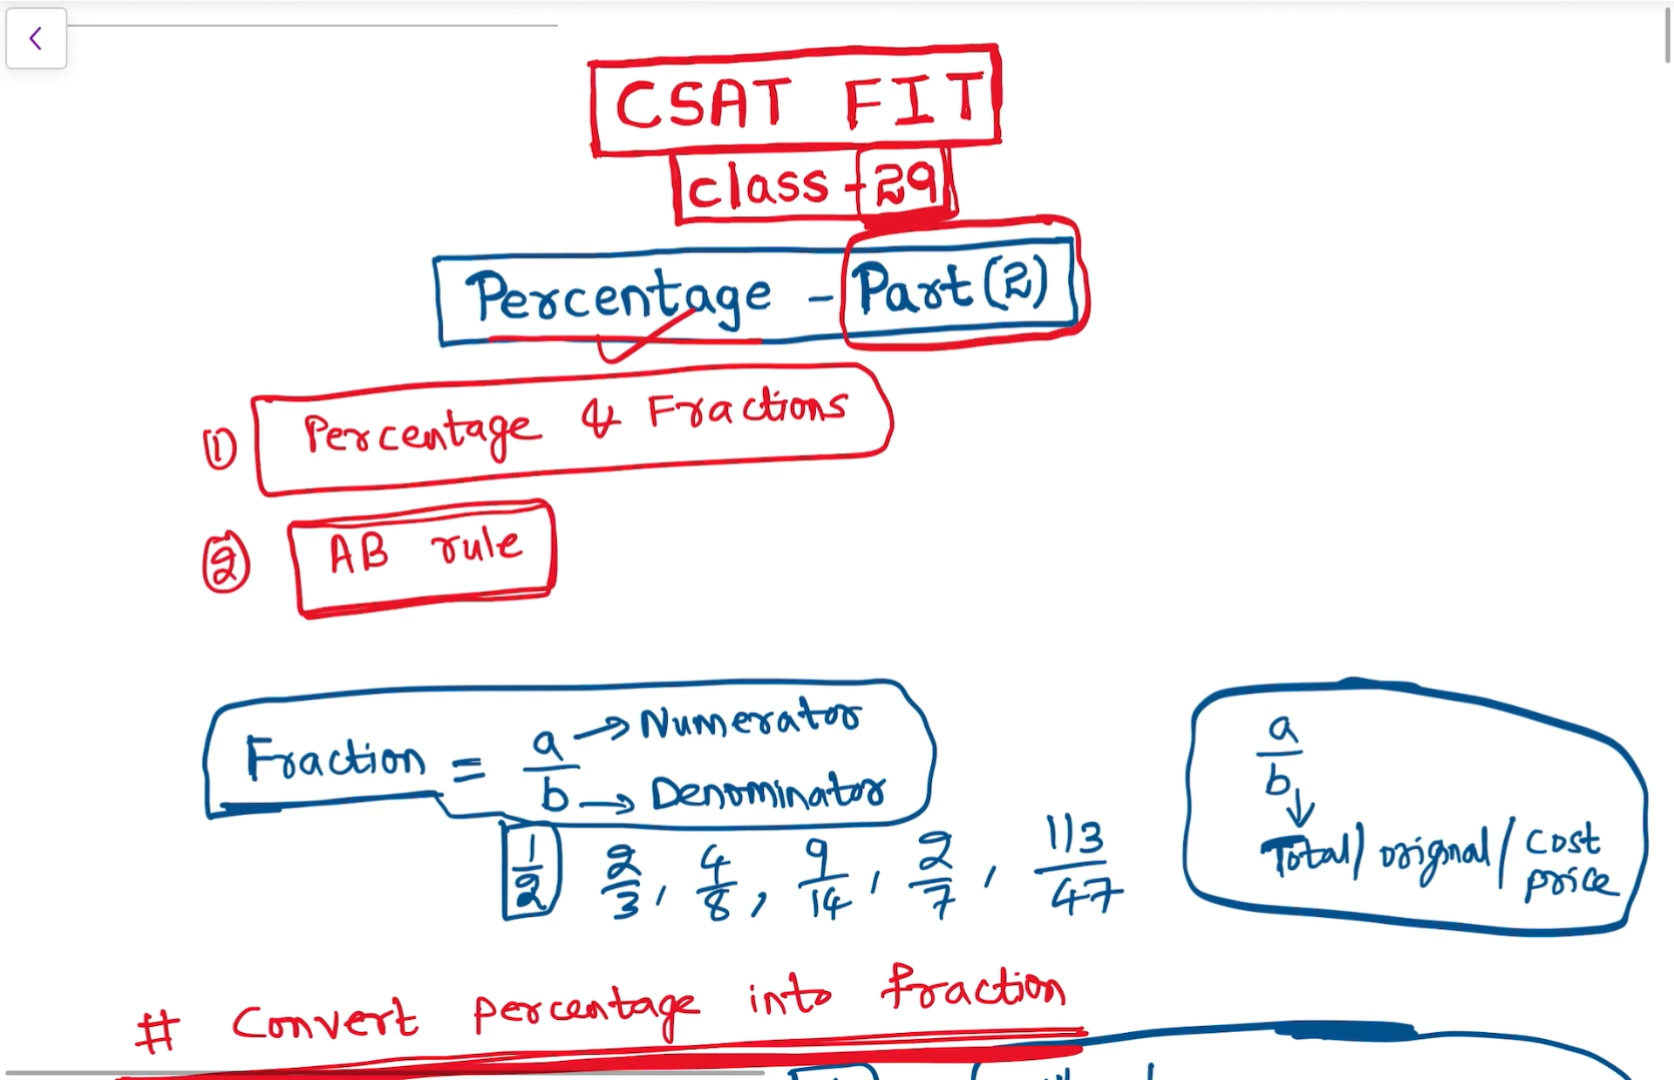 CSAT FIT
class - 29
Percentage - Part (2)
① Percentage & Fractions
② AB rule
Fraction = a/b → Numerator → Denominator
1/2 2/3, 4/8, 9/14, 2/7, 113/47
a/b ↓ Total / original / cost price
# Convert percentage into fraction